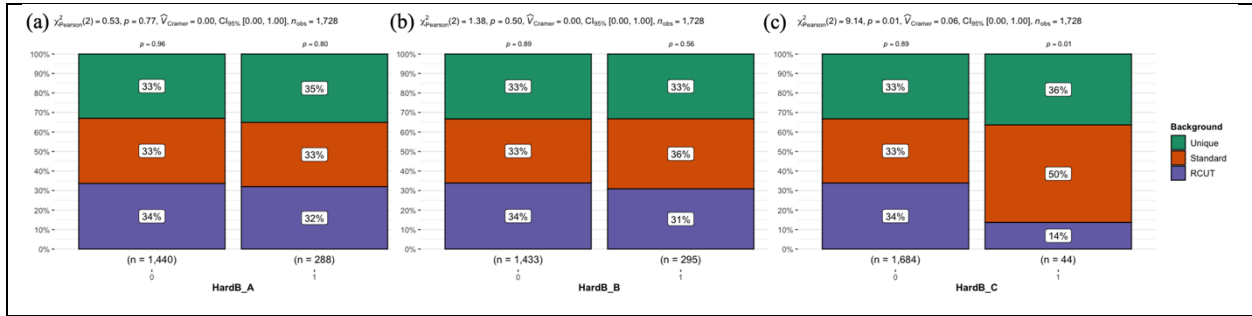 (a) χ²Pearson(2) = 0.53, p = 0.77, V̂Cramer = 0.00, CI95% [0.00, 1.00], nobs = 1,728
p = 0.96 p = 0.80
100%
90%
80%
70%
60%
50%
40%
30%
20%
10%
0%
33% 35%
33% 33%
34% 32%
(n = 1,440) (n = 288)
0 1
HardB_A
(b) χ²Pearson(2) = 1.38, p = 0.50, V̂Cramer = 0.00, CI95% [0.00, 1.00], nobs = 1,728
p = 0.89 p = 0.56
100%
90%
80%
70%
60%
50%
40%
30%
20%
10%
0%
33% 33%
33% 36%
34% 31%
(n = 1,433) (n = 295)
0 1
HardB_B
(c) χ²Pearson(2) = 9.14, p = 0.01, V̂Cramer = 0.06, CI95% [0.00, 1.00], nobs = 1,728
p = 0.89 p = 0.01
100%
90%
80%
70%
60%
50%
40%
30%
20%
10%
0%
33% 36%
33% 50%
34% 14%
(n = 1,684) (n = 44)
0 1
HardB_C
Background
Unique
Standard
RCUT